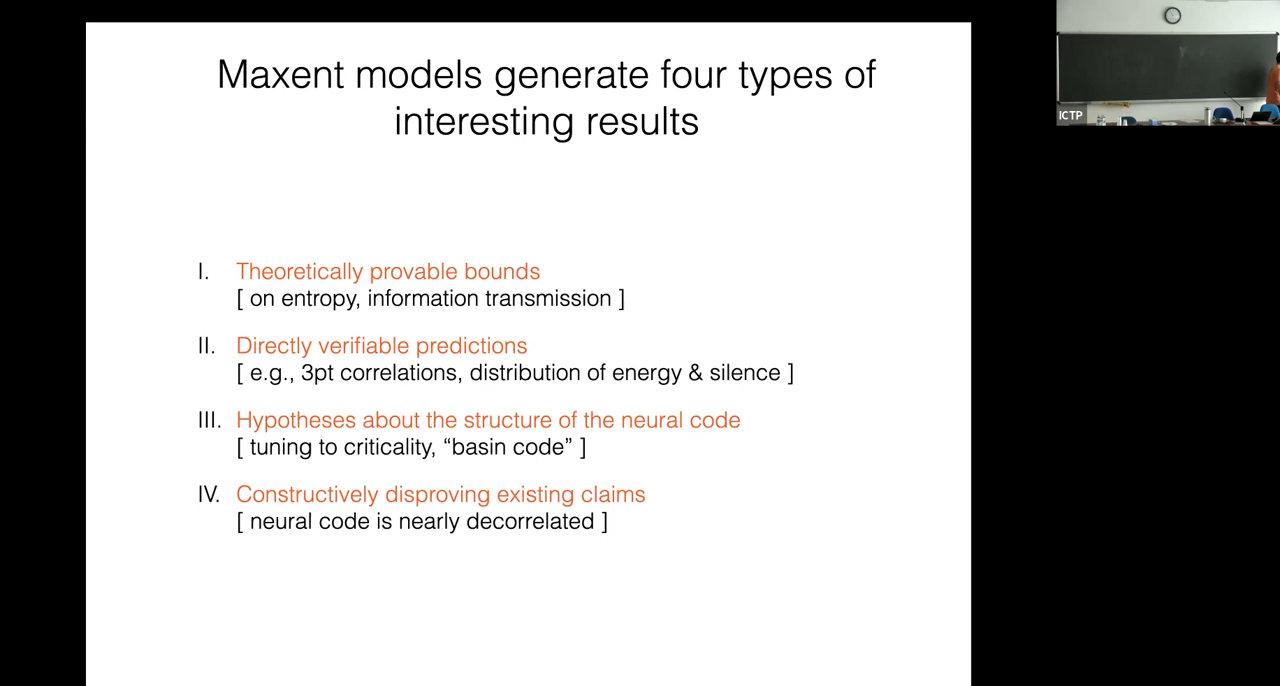 Maxent models generate four types of
interesting results
I. Theoretically provable bounds
[ on entropy, information transmission ]
II. Directly verifiable predictions
[ e.g., 3pt correlations, distribution of energy & silence ]
III. Hypotheses about the structure of the neural code
[ tuning to criticality, “basin code” ]
IV. Constructively disproving existing claims
[ neural code is nearly decorrelated ]
ICTP